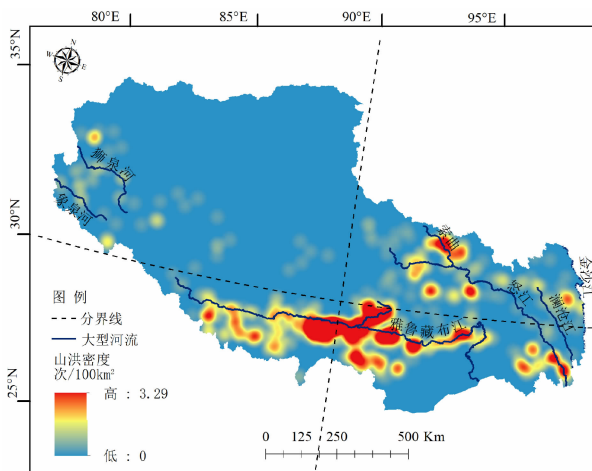 80°E 85°E 90°E 95°E
35°N
30°N
25°N
N
W E
S
狮泉河
象泉河
索曲
怒江
澜沧江
金沙江
雅鲁藏布江
图 例
分界线
大型河流
山洪密度
次/100km²
高 : 3.29
低 : 0
0 125 250 500 Km